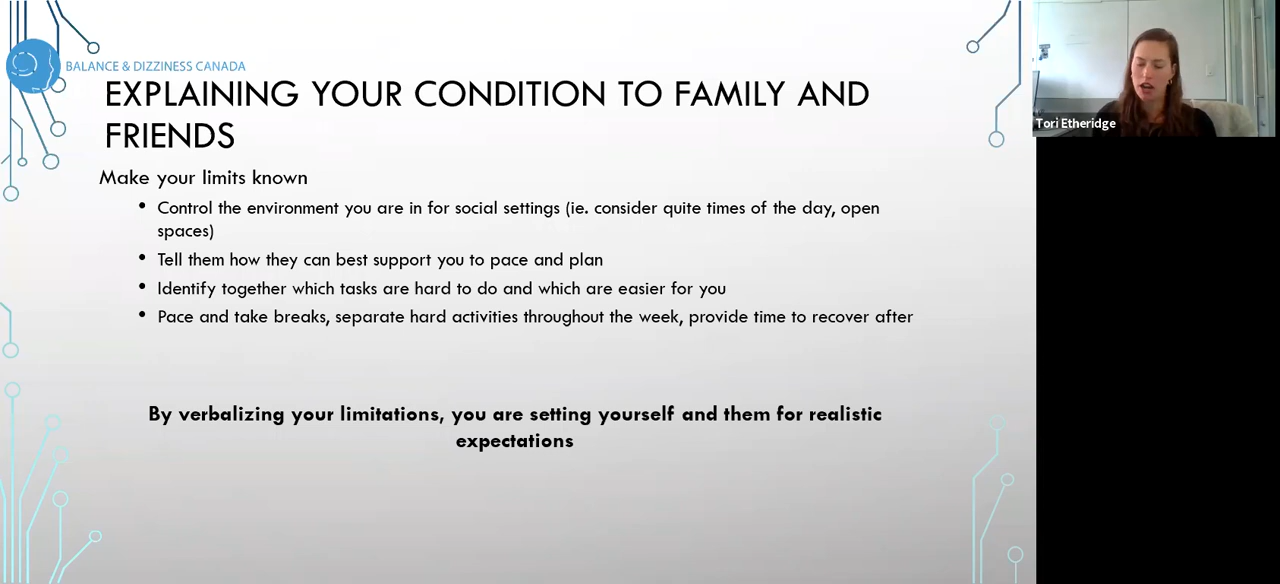 BALANCE & DIZZINESS CANADA
EXPLAINING YOUR CONDITION TO FAMILY AND
FRIENDS
Make your limits known
• Control the environment you are in for social settings (ie. consider quite times of the day, open
spaces)
• Tell them how they can best support you to pace and plan
• Identify together which tasks are hard to do and which are easier for you
• Pace and take breaks, separate hard activities throughout the week, provide time to recover after
By verbalizing your limitations, you are setting yourself and them for realistic
expectations
Tori Etheridge